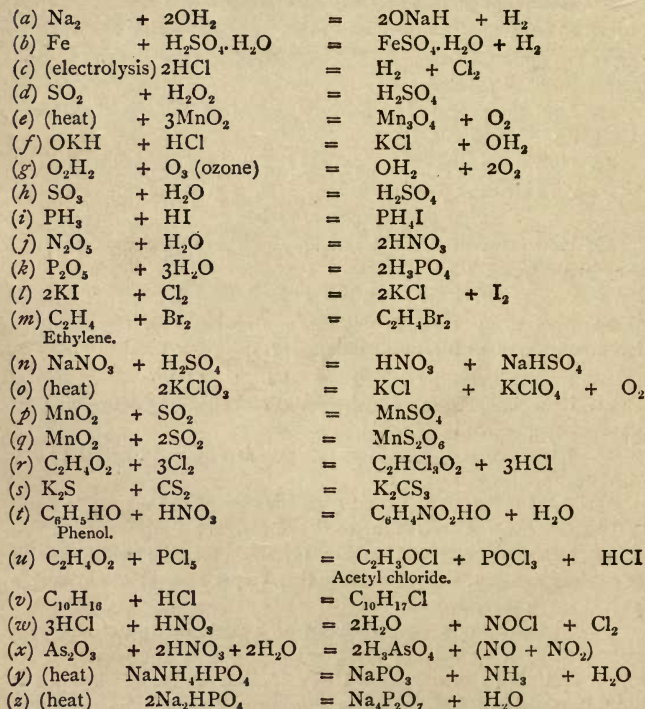 (a) Na₂ + 2OH₂ = 2ONaH + H₂
(b) Fe + H₂SO₄.H₂O = FeSO₄.H₂O + H₂
(c) (electrolysis) 2HCl = H₂ + Cl₂
(d) SO₂ + H₂O₂ = H₂SO₄
(e) (heat) + 3MnO₂ = Mn₃O₄ + O₂
(f) OKH + HCl = KCl + OH₂
(g) O₂H₂ + O₃ (ozone) = OH₂ + 2O₂
(h) SO₃ + H₂O = H₂SO₄
(i) PH₃ + HI = PH₄I
(j) N₂O₅ + H₂O = 2HNO₃
(k) P₂O₅ + 3H₂O = 2H₃PO₄
(l) 2KI + Cl₂ = 2KCl + I₂
(m) C₂H₄ + Br₂ = C₂H₄Br₂
Ethylene.
(n) NaNO₃ + H₂SO₄ = HNO₃ + NaHSO₄
(o) (heat) 2KClO₃ = KCl + KClO₄ + O₂
(p) MnO₂ + SO₂ = MnSO₄
(q) MnO₂ + 2SO₂ = MnS₂O₆
(r) C₂H₄O₂ + 3Cl₂ = C₂HCl₃O₂ + 3HCl
(s) K₂S + CS₂ = K₂CS₃
(t) C₆H₅HO + HNO₃ = C₆H₄NO₂HO + H₂O
Phenol.
(u) C₂H₄O₂ + PCl₅ = C₂H₃OCl + POCl₃ + HCl
Acetyl chloride.
(v) C₁₀H₁₆ + HCl = C₁₀H₁₇Cl
(w) 3HCl + HNO₃ = 2H₂O + NOCl + Cl₂
(x) As₂O₃ + 2HNO₃ + 2H₂O = 2H₃AsO₄ + (NO + NO₂)
(y) (heat) NaNH₄HPO₄ = NaPO₃ + NH₃ + H₂O
(z) (heat) 2Na₂HPO₄ = Na₄P₂O₇ + H₂O